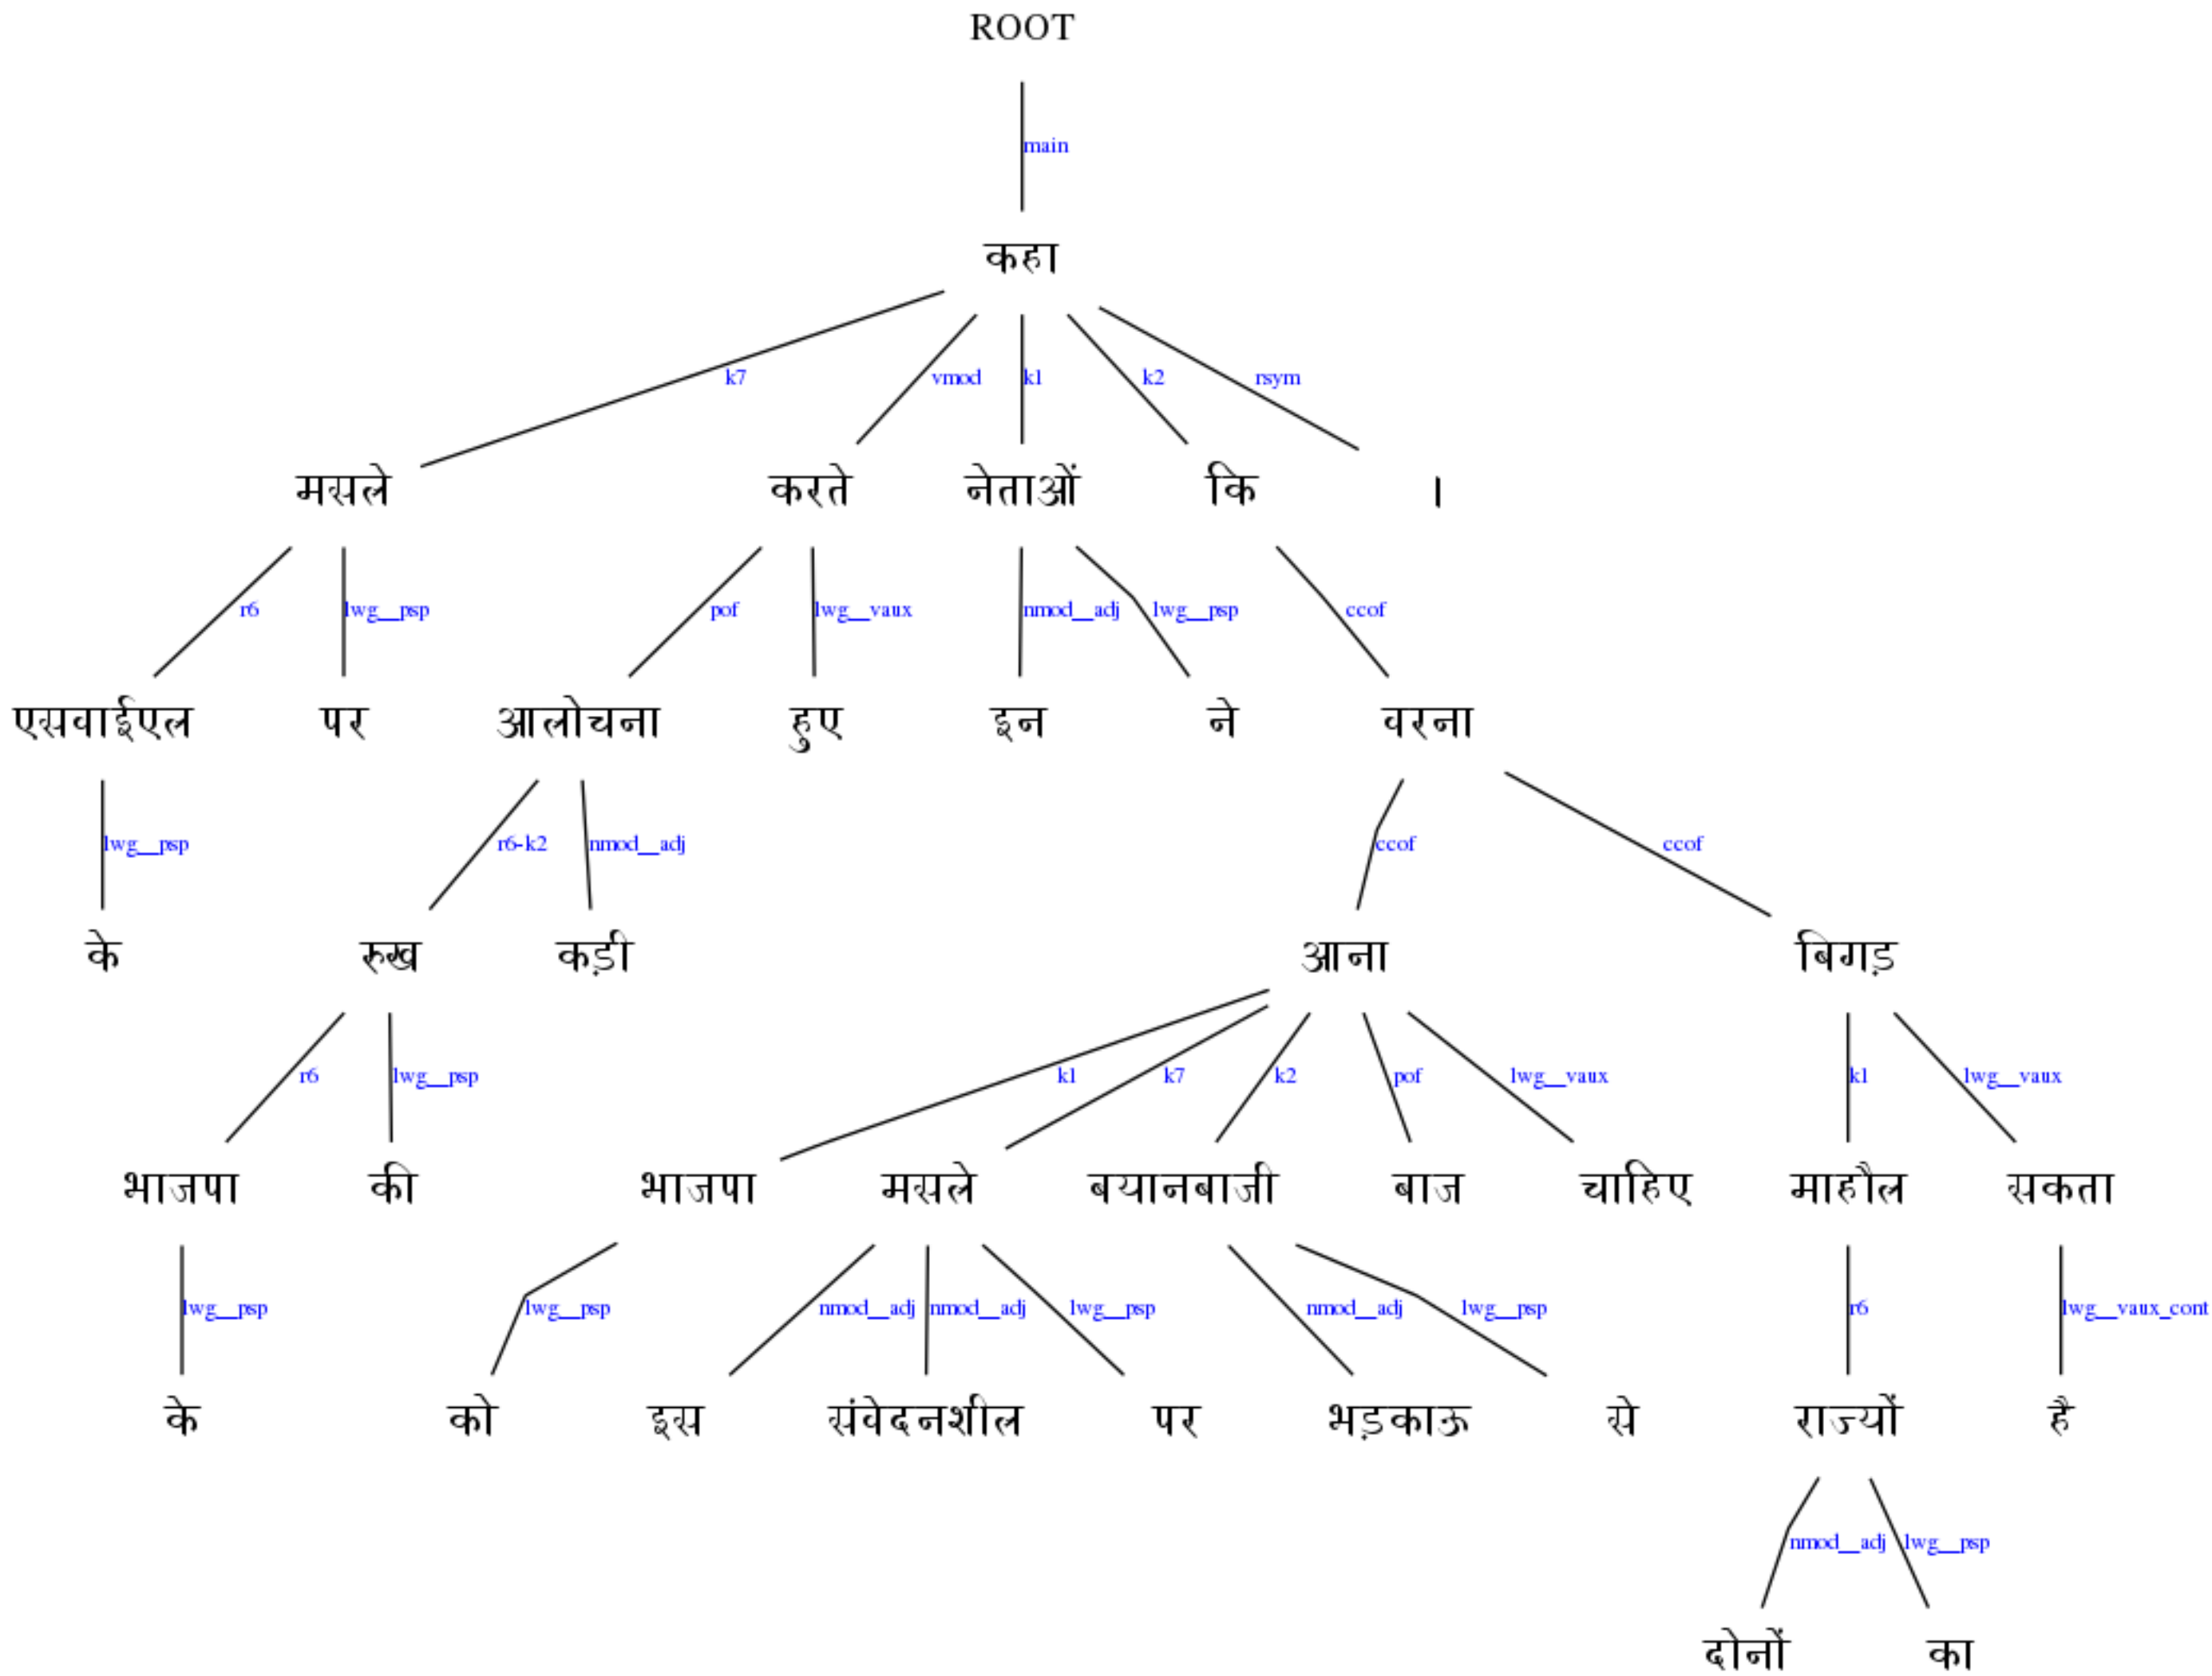 ROOT
main
कहा
k7 vmod k1 k2 rsym
मसले करते नेताओं कि ।
r6 lwg__psp pof lwg__vaux nmod__adj lwg__psp ccof
एसवाईएल पर आलोचना हुए इन ने वरना
lwg__psp r6-k2 nmod__adj ccof ccof
के रुख कड़ी आना बिगड़
r6 lwg__psp k1 k7 k2 pof lwg__vaux k1 lwg__vaux
भाजपा की भाजपा मसले बयानबाजी बाज चाहिए माहौल सकता
lwg__psp lwg__psp nmod__adj nmod__adj lwg__psp nmod__adj lwg__psp r6 lwg__vaux_cont
के को इस संवेदनशील पर भड़काऊ से राज्यों है
nmod__adj lwg__psp
दोनों का